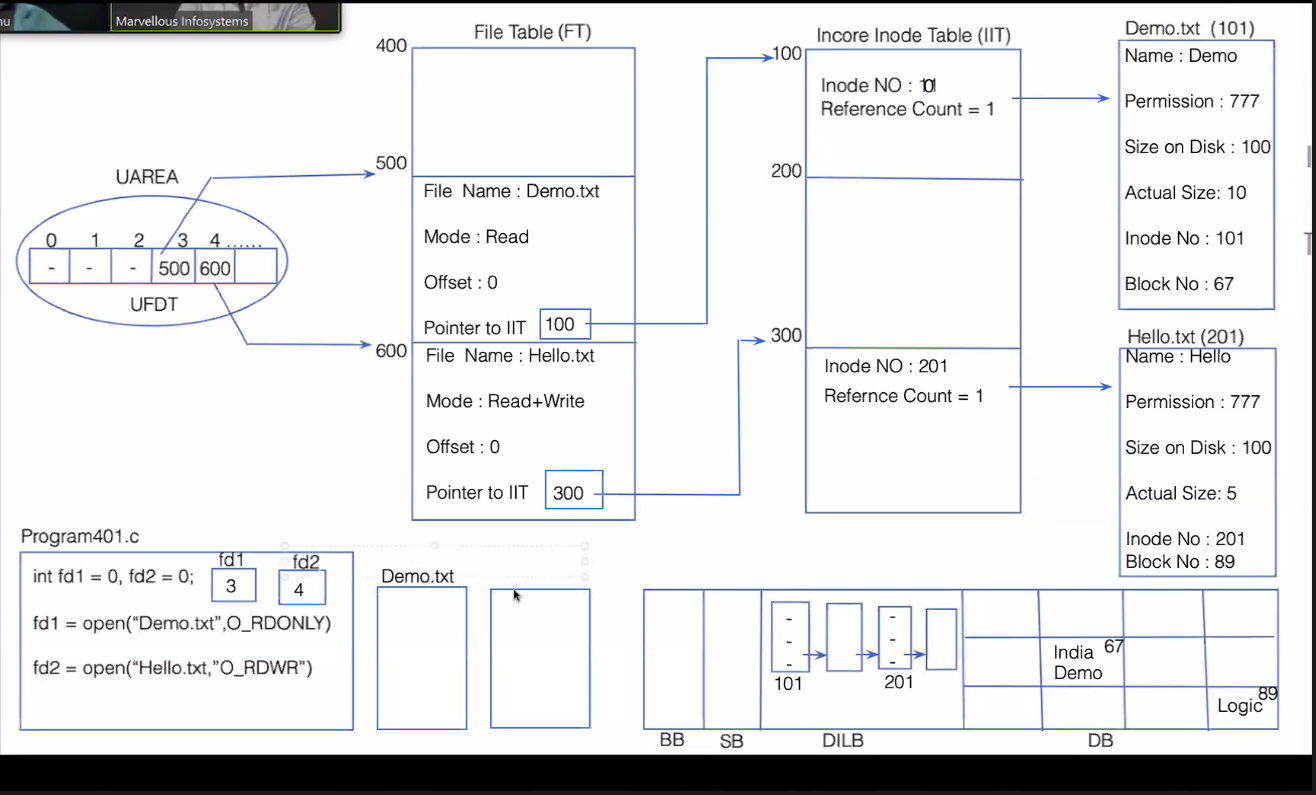 nu
Marvellous Infosystems
File Table (FT)
400
500
File Name : Demo.txt
Mode : Read
Offset : 0
Pointer to IIT 100
600
File Name : Hello.txt
Mode : Read+Write
Offset : 0
Pointer to IIT 300
UAREA
0 1 2 3 4 ......
- - - 500 600
UFDT
Incore Inode Table (IIT)
100
Inode NO : 101
Reference Count = 1
200
300
Inode NO : 201
Refernce Count = 1
Demo.txt (101)
Name : Demo
Permission : 777
Size on Disk : 100
Actual Size: 10
Inode No : 101
Block No : 67
Hello.txt (201)
Name : Hello
Permission : 777
Size on Disk : 100
Actual Size: 5
Inode No : 201
Block No : 89
Program401.c
fd1 fd2
int fd1 = 0, fd2 = 0; 3 4
fd1 = open(“Demo.txt”,O_RDONLY)
fd2 = open(“Hello.txt,”O_RDWR”)
Demo.txt
- -
- -
- -
101 201
India 67
Demo
89
Logic
BB SB DILB DB